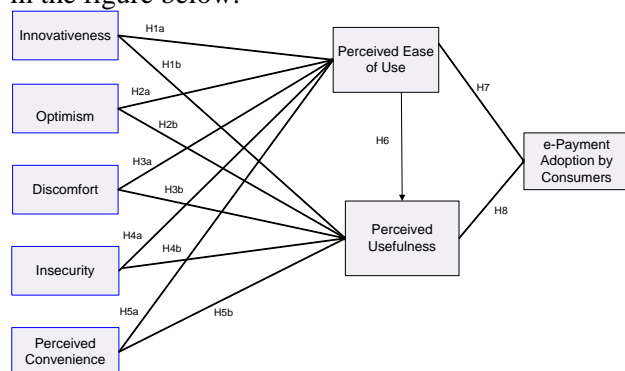 in the figure below:
Innovativeness
H1a
H1b
Perceived Ease
of Use
Optimism
H2a
H2b
H7
H6
e-Payment
Adoption by
Consumers
Discomfort
H3a
H3b
H8
Perceived
Usefulness
Insecurity
H4a
H4b
Perceived
Convenience
H5a
H5b